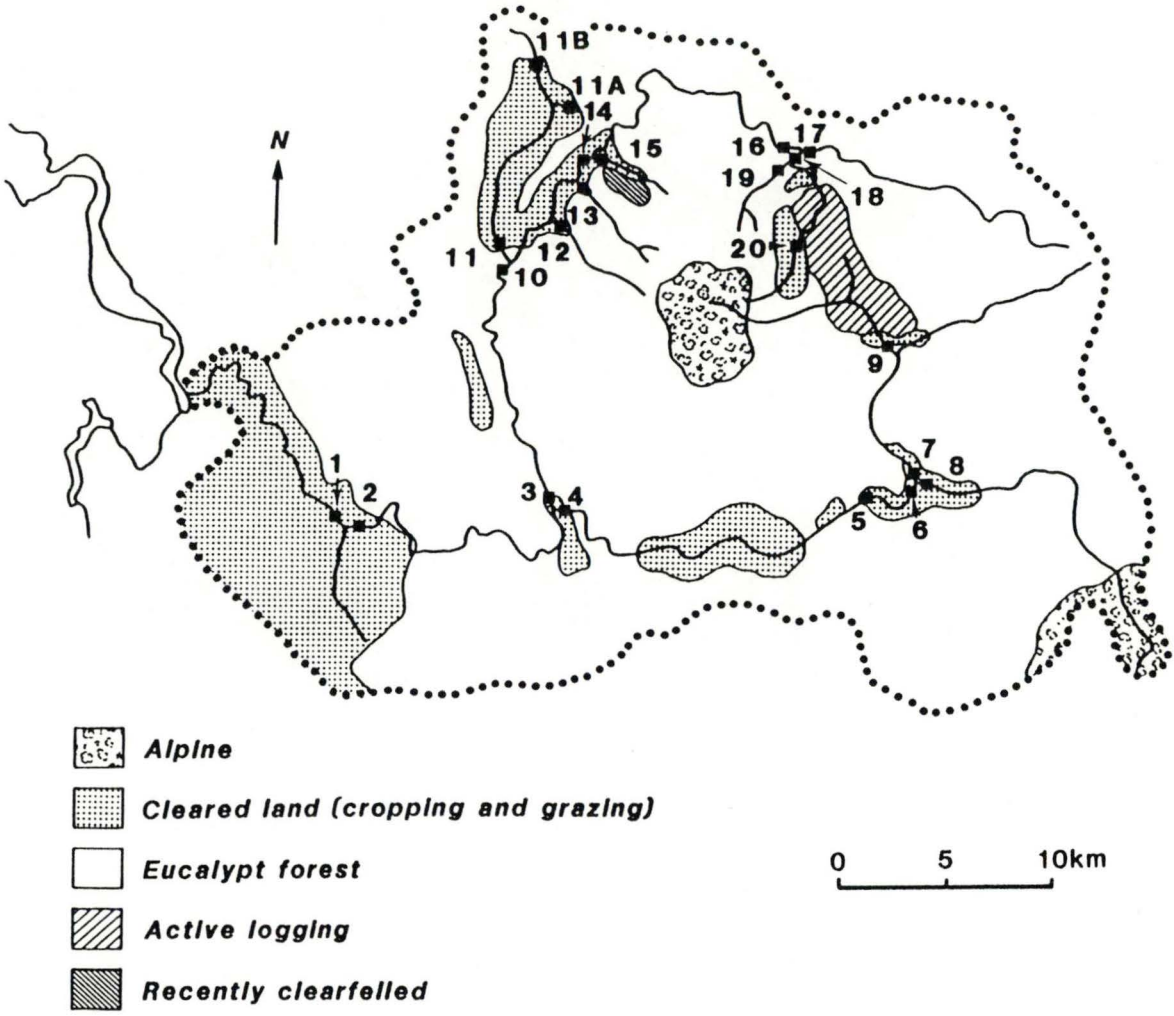 11B
11A
14
N
15
16 17
19
18
13
11
12
20
10
9
1
2
3 4
7
8
5
6
Alpine
Cleared land (cropping and grazing)
Eucalypt forest
0 5 10km
Active logging
Recently clearfelled